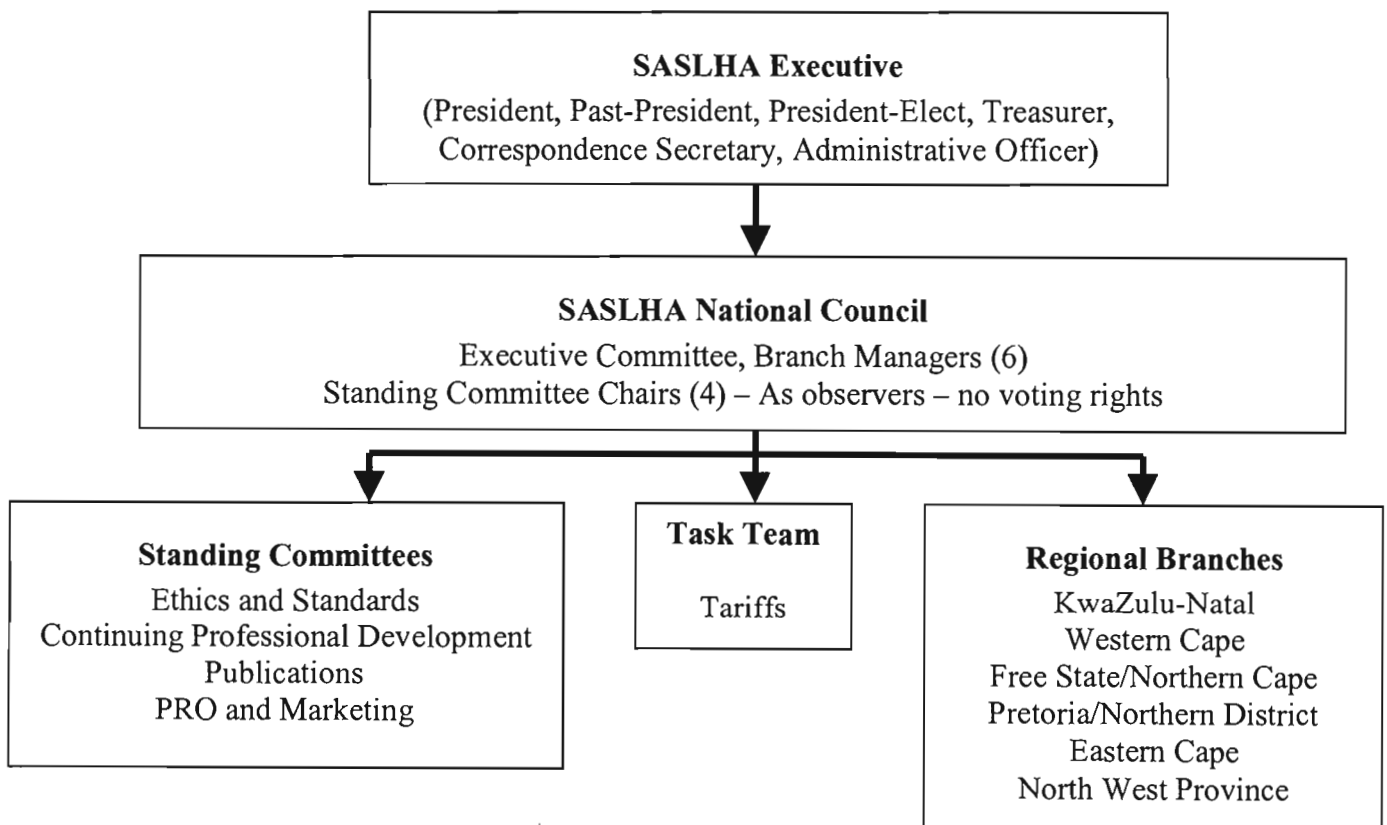 SASLHA Executive
(President, Past-President, President-Elect, Treasurer,
Correspondence Secretary, Administrative Officer)
SASLHA National Council
Executive Committee, Branch Managers (6)
Standing Committee Chairs (4) – As observers – no voting rights
Standing Committees
Ethics and Standards
Continuing Professional Development
Publications
PRO and Marketing
Task Team
Tariffs
Regional Branches
KwaZulu-Natal
Western Cape
Free State/Northern Cape
Pretoria/Northern District
Eastern Cape
North West Province